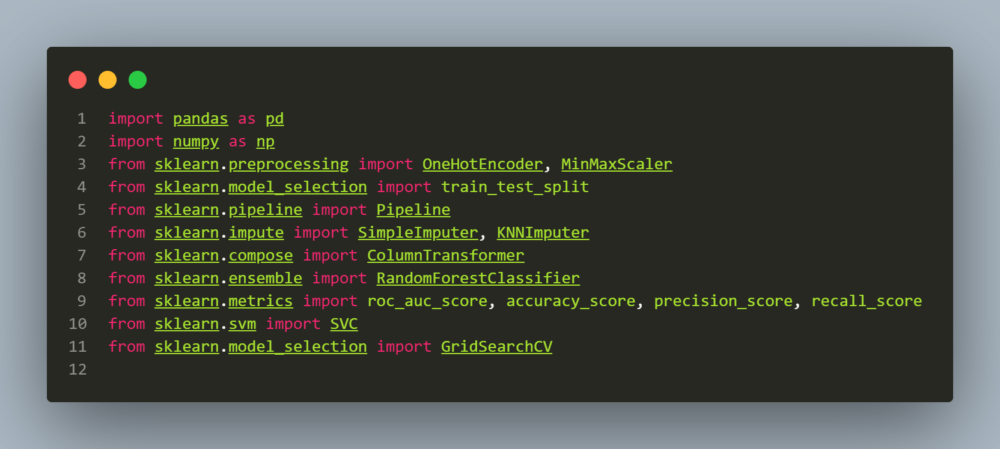 1 import pandas as pd
2 import numpy as np
3 from sklearn.preprocessing import OneHotEncoder, MinMaxScaler
4 from sklearn.model_selection import train_test_split
5 from sklearn.pipeline import Pipeline
6 from sklearn.impute import SimpleImputer, KNNImputer
7 from sklearn.compose import ColumnTransformer
8 from sklearn.ensemble import RandomForestClassifier
9 from sklearn.metrics import roc_auc_score, accuracy_score, precision_score, recall_score
10 from sklearn.svm import SVC
11 from sklearn.model_selection import GridSearchCV
12